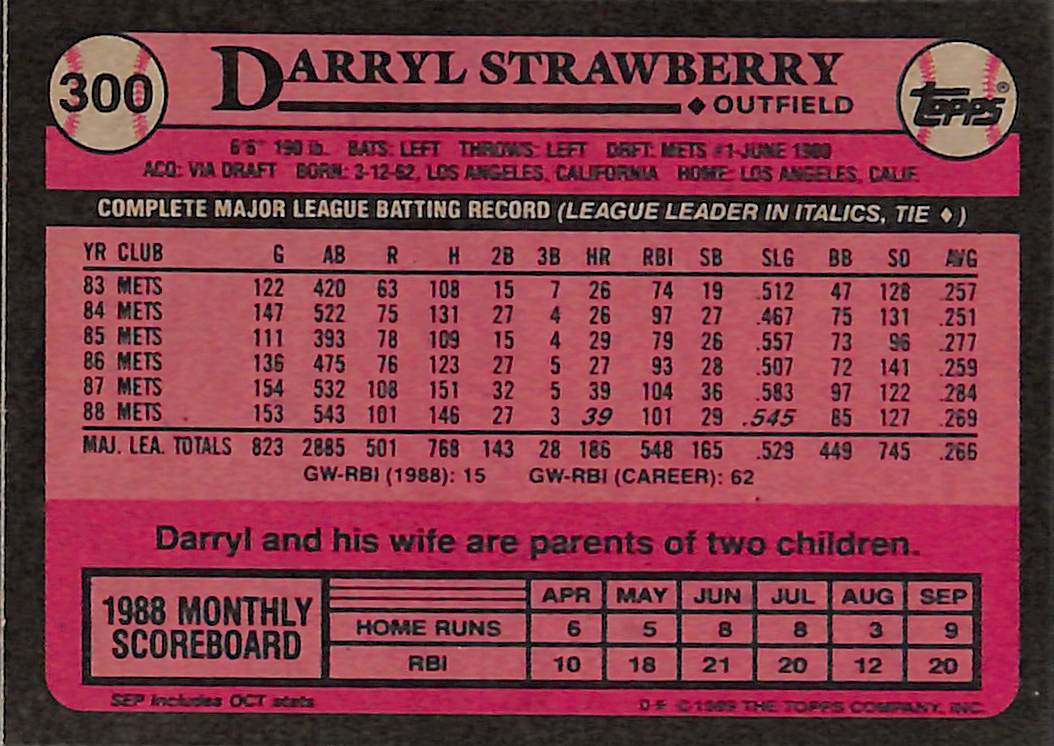 300
DARRYL STRAWBERRY
♦ OUTFIELD
TOPPS®
6'6" 190 lb. BATS: LEFT THROWS: LEFT DRFT: METS #1-JUNE 1980
ACQ: VIA DRAFT BORN: 3-12-62, LOS ANGELES, CALIFORNIA HOME: LOS ANGELES, CALIF.
COMPLETE MAJOR LEAGUE BATTING RECORD (LEAGUE LEADER IN ITALICS, TIE ♦)
YR CLUB G AB R H 2B 3B HR RBI SB SLG BB SO AVG
83 METS 122 420 63 108 15 7 26 74 19 .512 47 128 .257
84 METS 147 522 75 131 27 4 26 97 27 .467 75 131 .251
85 METS 111 393 78 109 15 4 29 79 26 .557 73 96 .277
86 METS 136 475 76 123 27 5 27 93 28 .507 72 141 .259
87 METS 154 532 108 151 32 5 39 104 36 .583 97 122 .284
88 METS 153 543 101 146 27 3 39 101 29 .545 85 127 .269
MAJ. LEA. TOTALS 823 2885 501 768 143 28 186 548 165 .529 449 745 .266
GW-RBI (1988): 15 GW-RBI (CAREER): 62
Darryl and his wife are parents of two children.
1988 MONTHLY
SCOREBOARD
APR MAY JUN JUL AUG SEP
HOME RUNS 6 5 8 8 3 9
RBI 10 18 21 20 12 20
SEP includes OCT stats
© 1989 THE TOPPS COMPANY, INC.